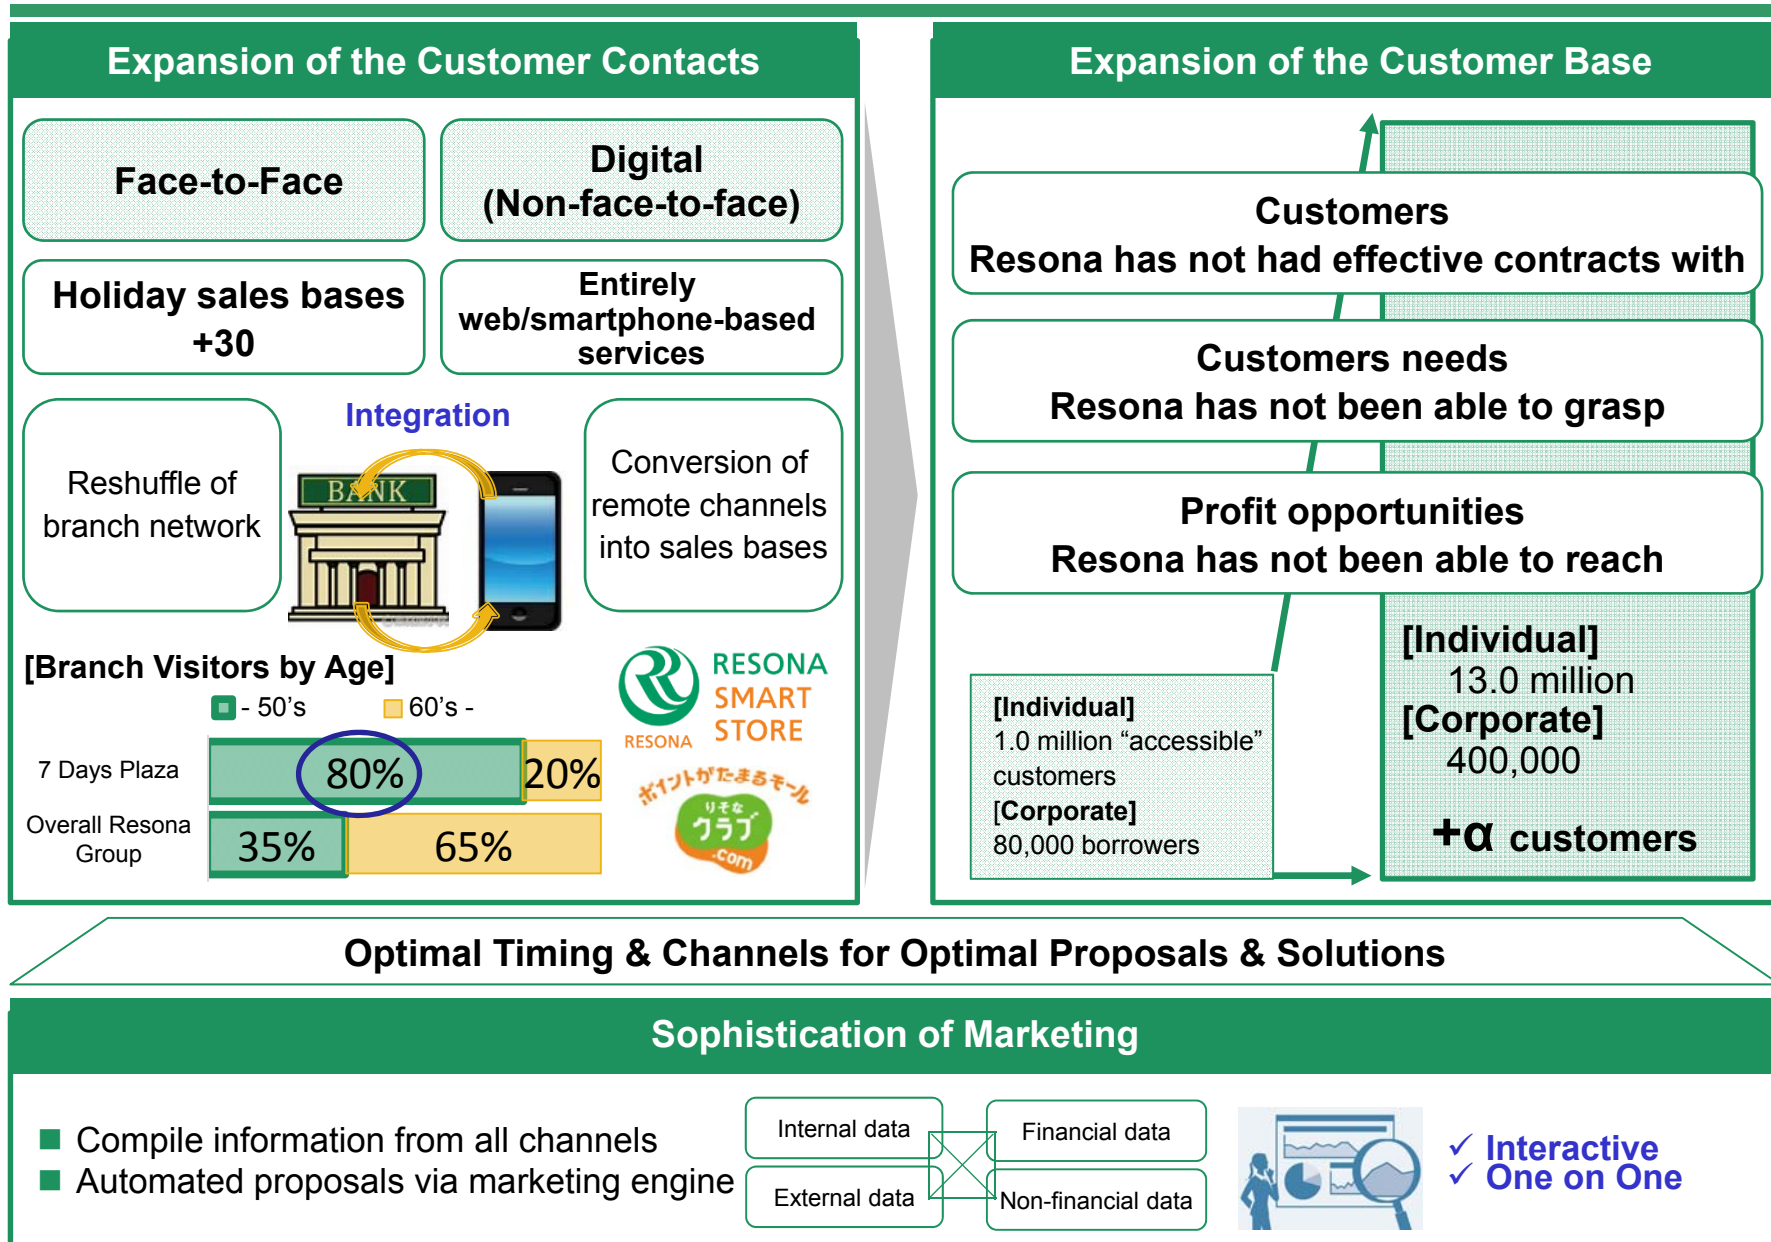 Expansion of the Customer Contacts
Face-to-Face
Digital
(Non-face-to-face)
Holiday sales bases
+30
Entirely
web/smartphone-based
services
Reshuffle of
branch network
Integration
BANK
Conversion of
remote channels
into sales bases
[Branch Visitors by Age]
- 50's
60's -
7 Days Plaza
80%
20%
Overall Resona
Group
35%
65%
RESONA
RESONA
SMART
STORE
ポイントがたまるモール
りそな
クラブ
.com
Expansion of the Customer Base
Customers
Resona has not had effective contracts with
Customers needs
Resona has not been able to grasp
Profit opportunities
Resona has not been able to reach
[Individual]
1.0 million “accessible”
customers
[Corporate]
80,000 borrowers
[Individual]
13.0 million
[Corporate]
400,000
+α customers
Optimal Timing & Channels for Optimal Proposals & Solutions
Sophistication of Marketing
Compile information from all channels
Automated proposals via marketing engine
Internal data
Financial data
External data
Non-financial data
✓ Interactive
✓ One on One